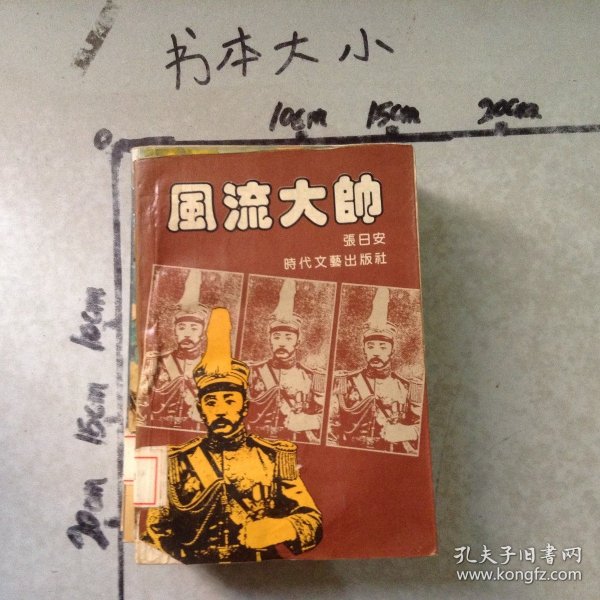 书本大小
10cm 15cm 20cm
風流大帥
張日安
時代文藝出版社
10cm
15cm
20cm
孔夫子旧书网
www.kongfz.com